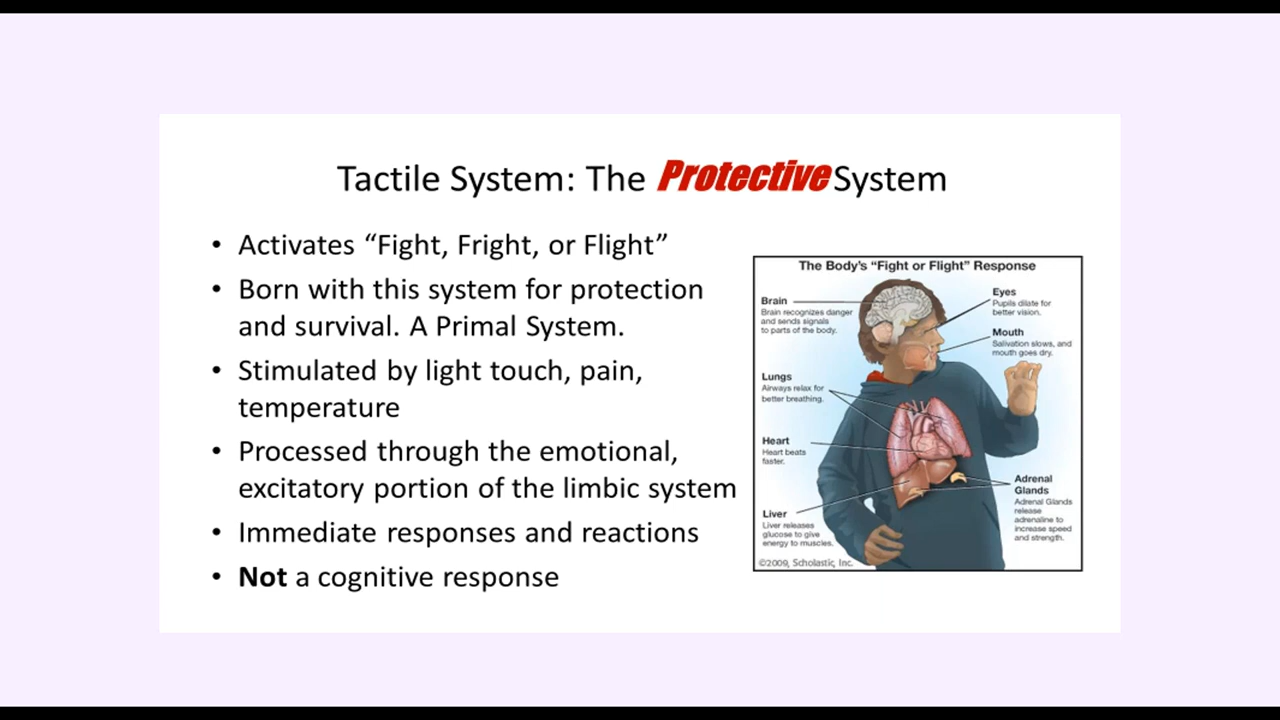 Tactile System: The Protective System
• Activates “Fight, Fright, or Flight”
• Born with this system for protection
and survival. A Primal System.
• Stimulated by light touch, pain,
temperature
• Processed through the emotional,
excitatory portion of the limbic system
• Immediate responses and reactions
• Not a cognitive response
The Body’s “Fight or Flight” Response
Brain
Brain recognizes danger
and sends signals
to parts of the body.
Eyes
Pupils dilate for
better vision.
Mouth
Salivation slows, and
mouth goes dry.
Lungs
Airways relax for
better breathing.
Heart
Heart beats
faster.
Adrenal
Glands
Adrenal Glands
release
adrenaline to
increase speed
and strength.
Liver
Liver releases
glucose to give
energy to muscles.
©2009, Scholastic, Inc.